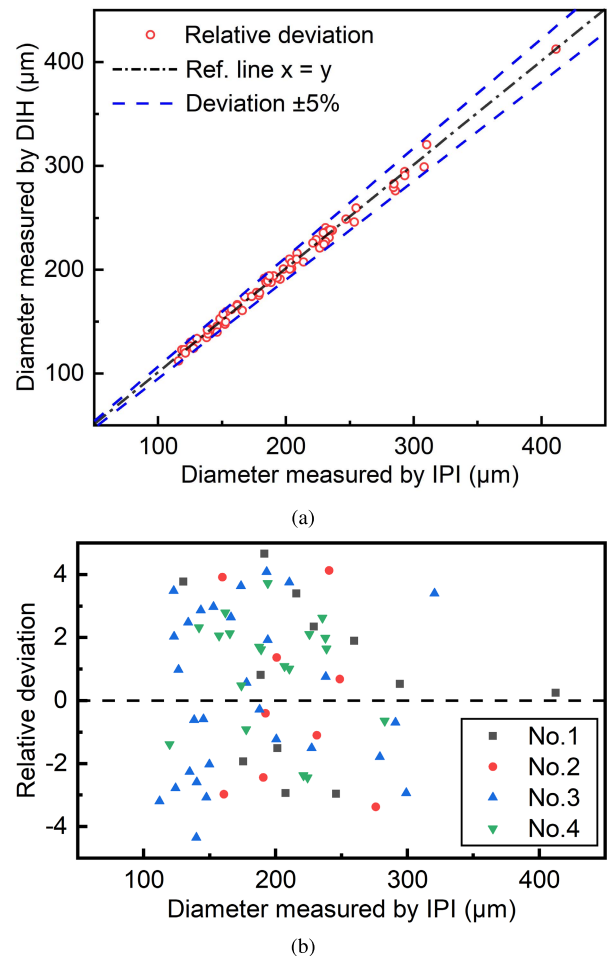 Relative deviation
Ref. line x = y
Deviation ±5%
Diameter measured by DIH (μm)
400
300
200
100
100
200
300
400
Diameter measured by IPI (μm)
(a)
Relative deviation
4
2
0
-2
-4
No.1
No.2
No.3
No.4
100
200
300
400
Diameter measured by IPI (μm)
(b)